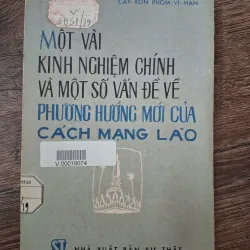 CAY-XỎN PHÔM-VI-HẢN
MỘT VÀI
KINH NGHIỆM CHÍNH
VÀ MỘT SỐ VẤN ĐỀ VỀ
PHƯƠNG HƯỚNG MỚI CỦA
CÁCH MẠNG LÀO
V.00016074
NHÀ XUẤT BẢN SỰ THẬT